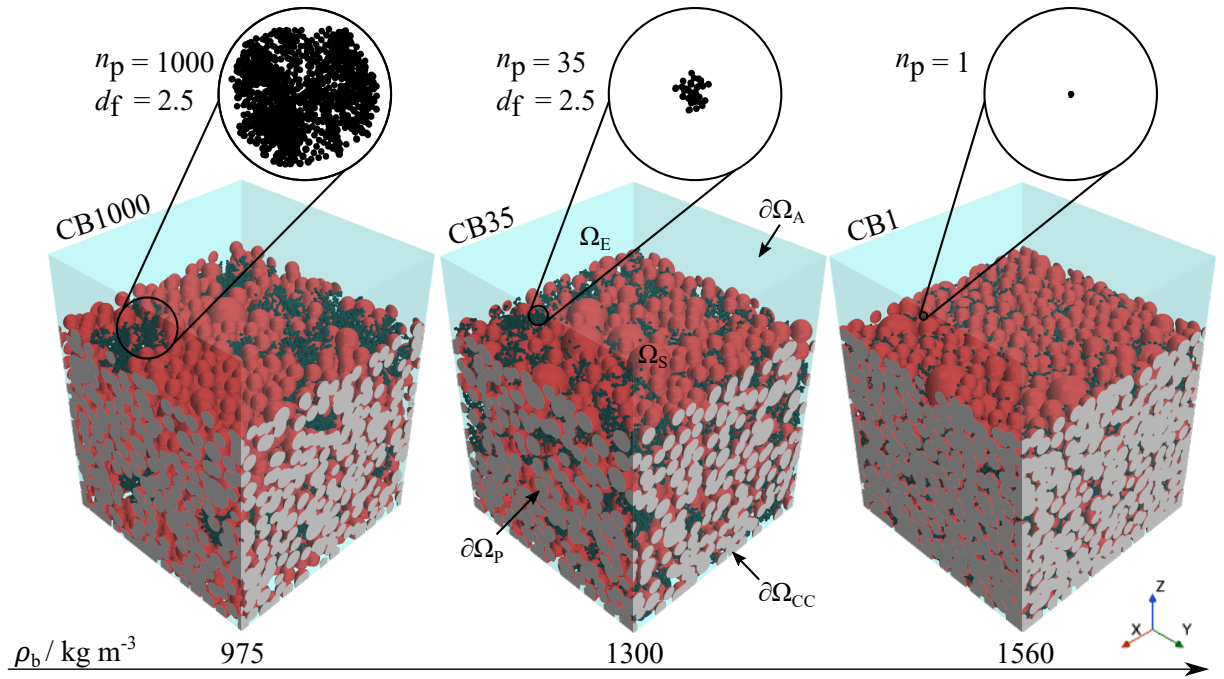 n_p = 1000
d_f = 2.5
n_p = 35
d_f = 2.5
n_p = 1
CB1000
CB35
CB1
Ω_E
∂Ω_A
Ω_S
∂Ω_P
∂Ω_CC
Z
X
Y
ρ_b / kg m⁻³
975
1300
1560